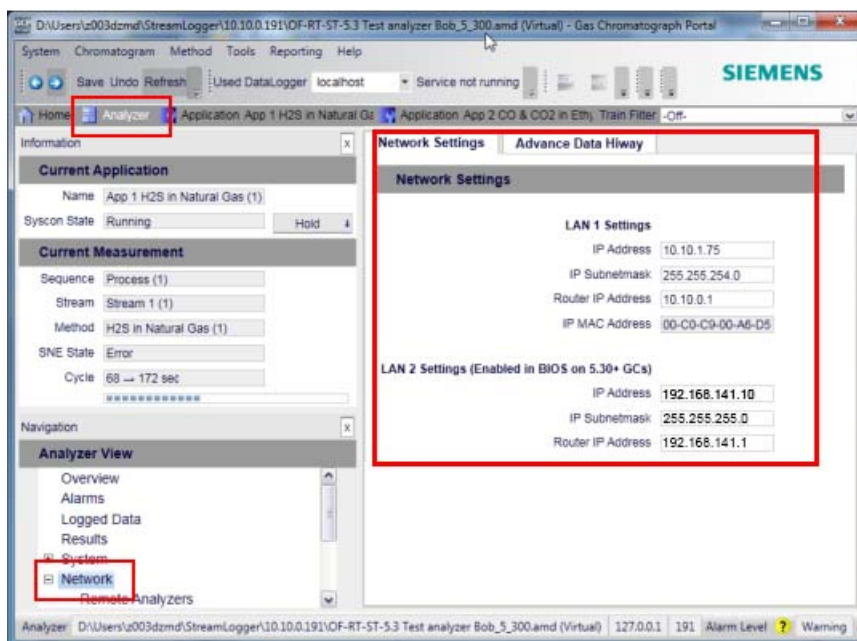 D:\Users\z003dzmd\StreamLogger\10.10.0.191\OF-RT-ST-5.3 Test analyzer Bob_5_300.amd (Virtual) - Gas Chromatograph Portal
System Chromatogram Method Tools Reporting Help
Save Undo Refresh Used DataLogger localhost Service not running
SIEMENS
Home Analyzer Application App 1 H2S in Natural Ga Application App 2 CO & CO2 in Ethy. Train Filter -Off-
Information x
Current Application
Name App 1 H2S in Natural Gas (1)
Syscon State Running Hold
Current Measurement
Sequence Process (1)
Stream Stream 1 (1)
Method H2S in Natural Gas (1)
SNE State Error
Cycle 68 → 172 sec
Navigation x
Analyzer View
Overview
Alarms
Logged Data
Results
System
Network
Remote Analyzers
Network Settings Advance Data Hiway
Network Settings
LAN 1 Settings
IP Address 10.10.1.75
IP Subnetmask 255.255.254.0
Router IP Address 10.10.0.1
IP MAC Address 00-C0-C9-00-A6-D5
LAN 2 Settings (Enabled in BIOS on 5.30+ GCs)
IP Address 192.168.141.10
IP Subnetmask 255.255.255.0
Router IP Address 192.168.141.1
Analyzer D:\Users\z003dzmd\StreamLogger\10.10.0.191\OF-RT-ST-5.3 Test analyzer Bob_5_300.amd (Virtual) 127.0.0.1 191 Alarm Level ? Warning